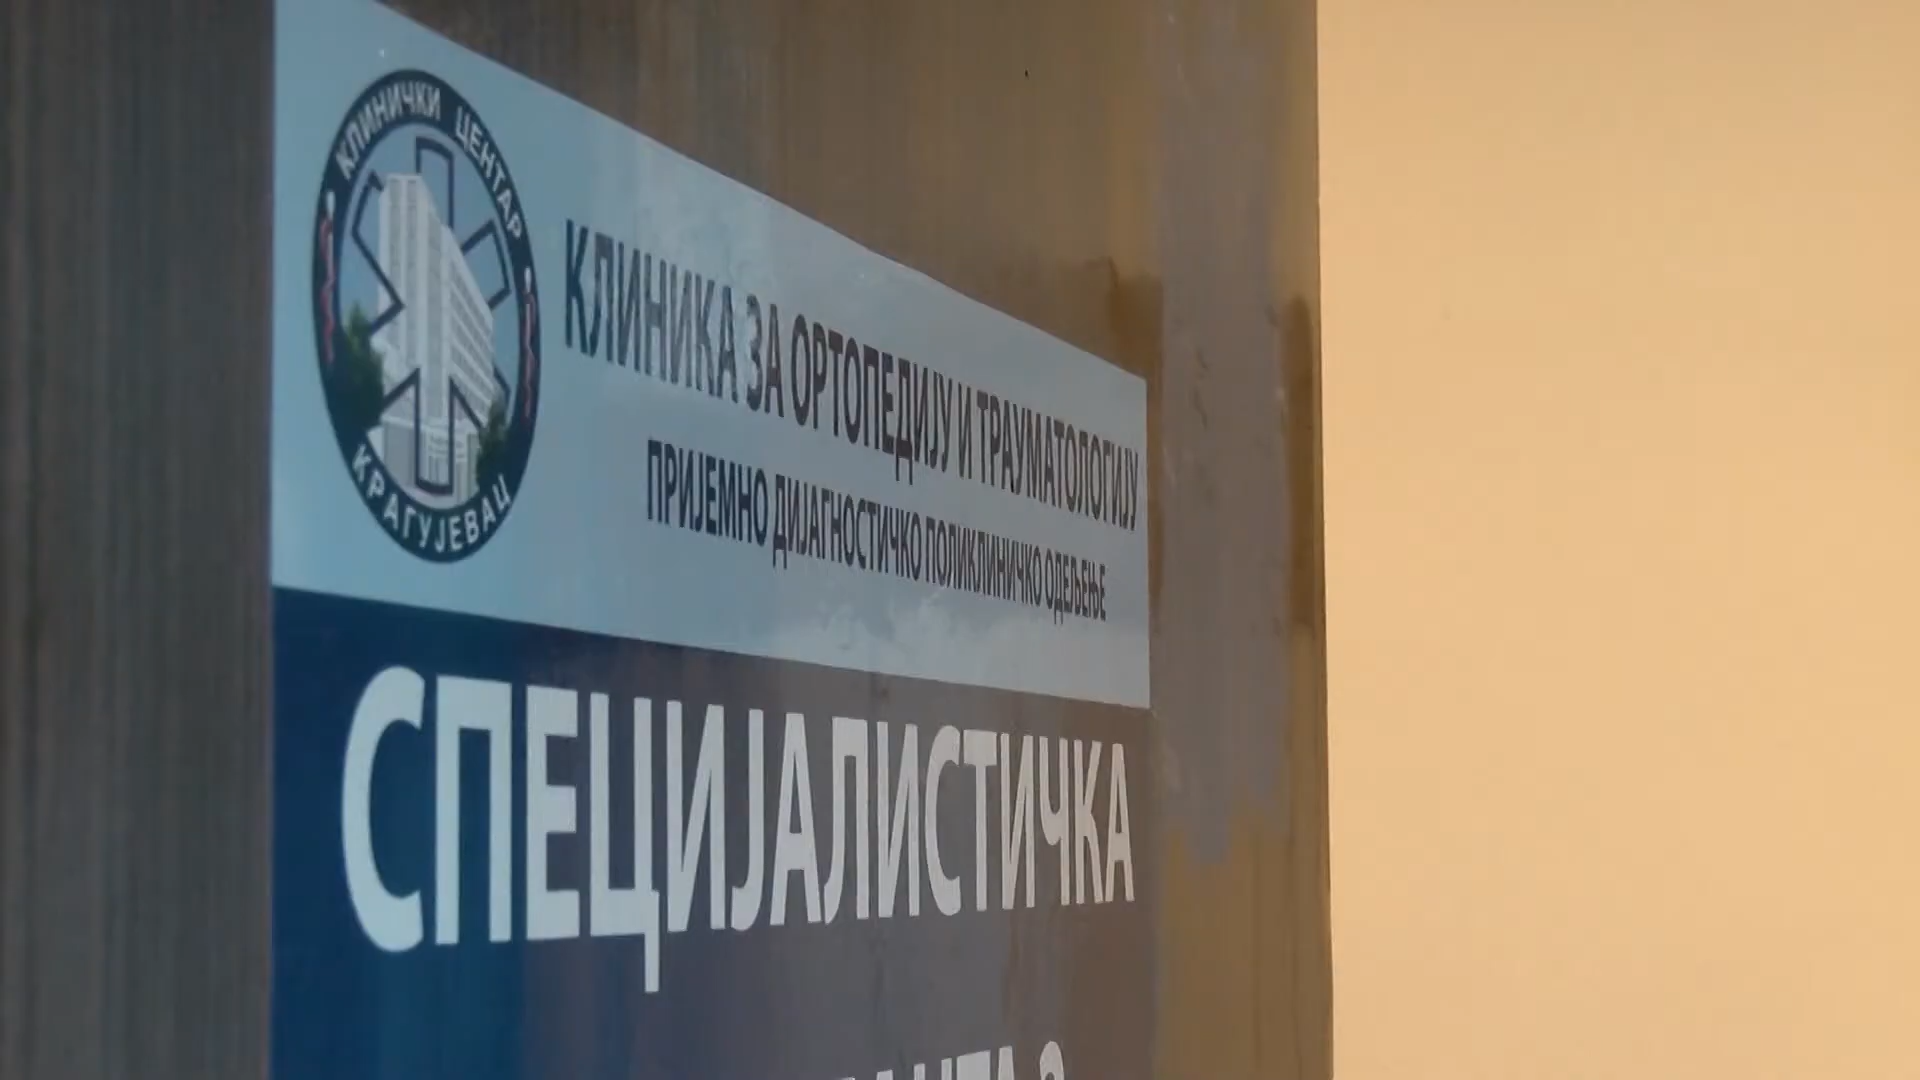 КЛИНИЧКИ ЦЕНТАР
КРАГУЈЕВАЦ
КЛИНИКА ЗА ОРТОПЕДИЈУ И ТРАУМАТОЛОГИЈУ
ПРИЈЕМНО ДИЈАГНОСТИЧКО ПОЛИКЛИНИЧКО ОДЕЉЕЊЕ
СПЕЦИЈАЛИСТИЧКА